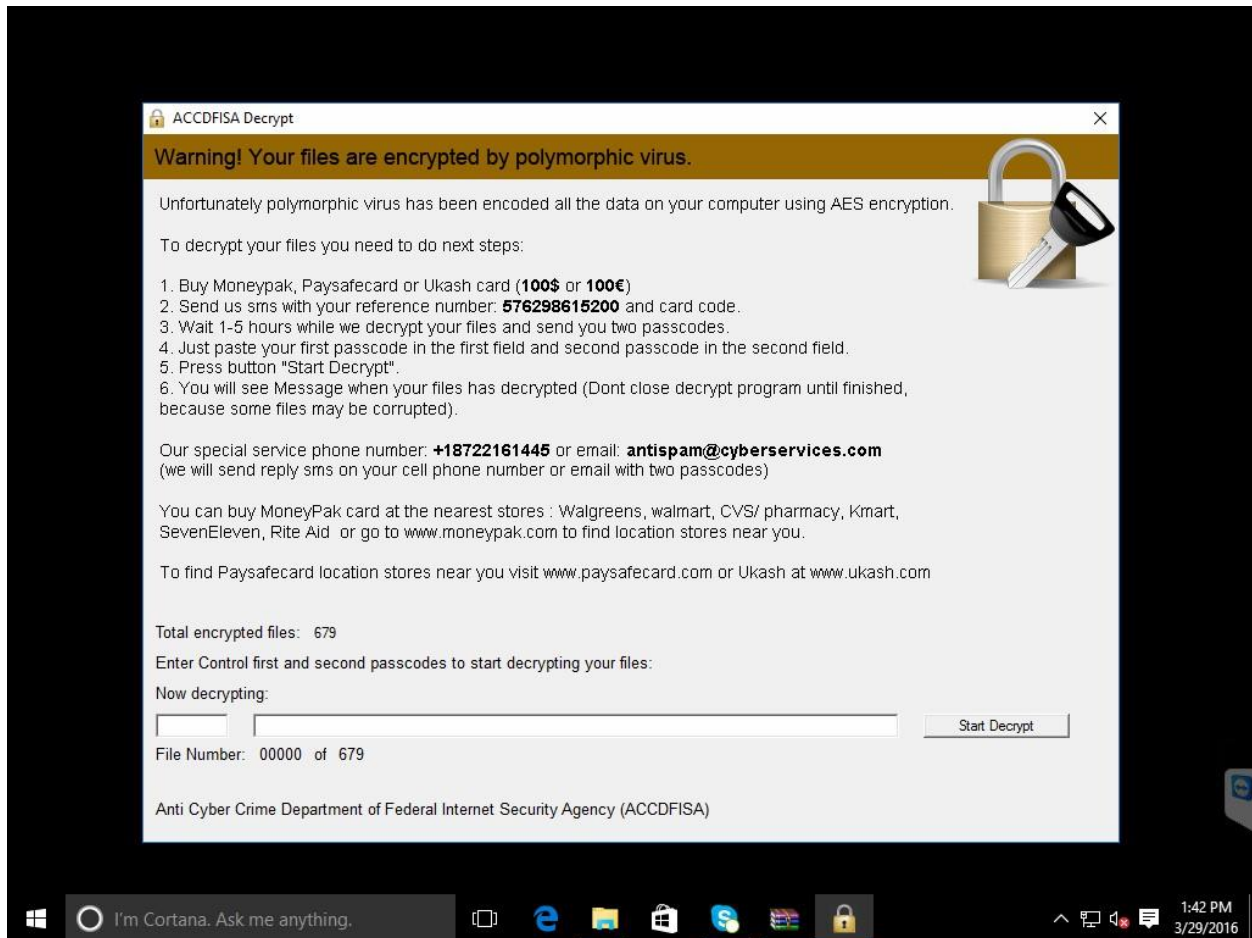 ACCDFISA Decrypt
Warning! Your files are encrypted by polymorphic virus.
Unfortunately polymorphic virus has been encoded all the data on your computer using AES encryption.
To decrypt your files you need to do next steps:
1. Buy Moneypak, Paysafecard or Ukash card (100$ or 100€)
2. Send us sms with your reference number: 576298615200 and card code.
3. Wait 1-5 hours while we decrypt your files and send you two passcodes.
4. Just paste your first passcode in the first field and second passcode in the second field.
5. Press button "Start Decrypt".
6. You will see Message when your files has decrypted (Dont close decrypt program until finished,
because some files may be corrupted).
Our special service phone number: +18722161445 or email: antispam@cyberservices.com
(we will send reply sms on your cell phone number or email with two passcodes)
You can buy MoneyPak card at the nearest stores : Walgreens, walmart, CVS/ pharmacy, Kmart,
SevenEleven, Rite Aid or go to www.moneypak.com to find location stores near you.
To find Paysafecard location stores near you visit www.paysafecard.com or Ukash at www.ukash.com
Total encrypted files: 679
Enter Control first and second passcodes to start decrypting your files:
Now decrypting:
Start Decrypt
File Number: 00000 of 679
Anti Cyber Crime Department of Federal Internet Security Agency (ACCDFISA)
I'm Cortana. Ask me anything.
1:42 PM
3/29/2016